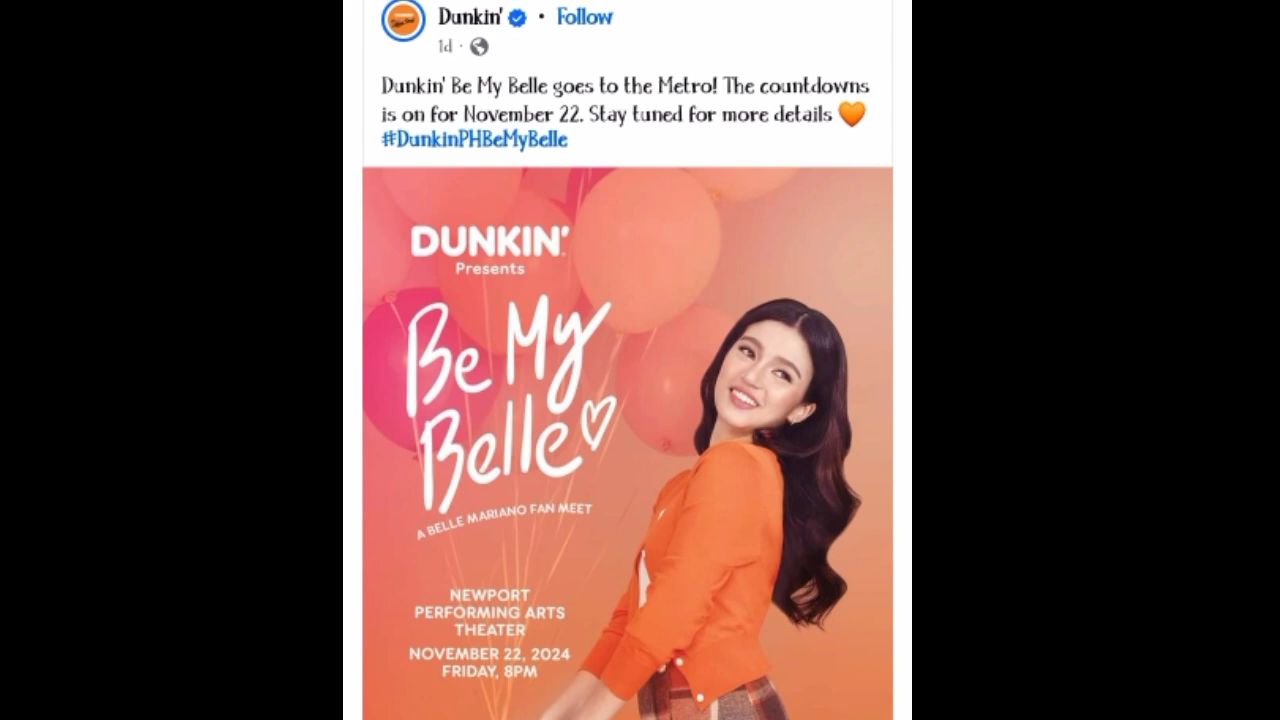 Dunkin' • Follow
1d ·
Dunkin' Be My Belle goes to the Metro! The countdowns
is on for November 22. Stay tuned for more details 🧡
#DunkinPHBeMyBelle
DUNKIN'
Presents
Be My
Belle
A BELLE MARIANO FAN MEET
NEWPORT
PERFORMING ARTS
THEATER
NOVEMBER 22, 2024
FRIDAY, 8PM